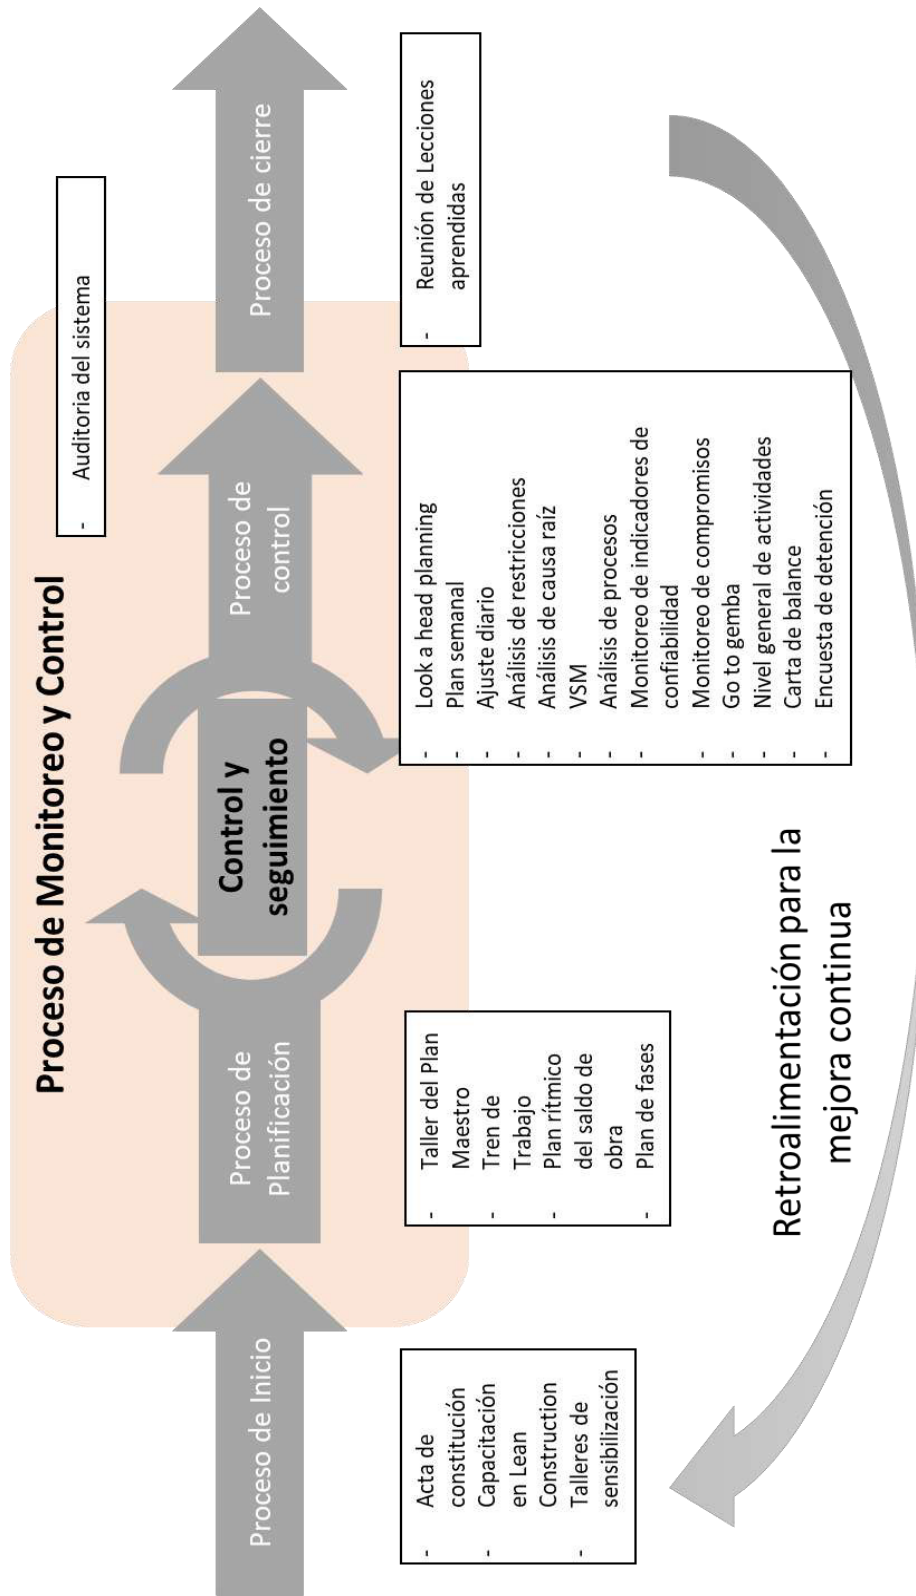 Proceso de Monitoreo y Control
- Auditoria del sistema
Proceso de Inicio
Proceso de
Planificación
Control y
seguimiento
Proceso de
control
Proceso de cierre
- Acta de
constitución
- Capacitación
en Lean
Construction
- Talleres de
sensibilización
- Taller del Plan
Maestro
- Tren de
Trabajo
- Plan rítmico
del saldo de
obra
- Plan de fases
- Look a head planning
- Plan semanal
- Ajuste diario
- Análisis de restricciones
- Análisis de causa raíz
- VSM
- Análisis de procesos
- Monitoreo de indicadores de
confiabilidad
- Monitoreo de compromisos
- Go to gemba
- Nivel general de actividades
- Carta de balance
- Encuesta de detención
- Reunión de Lecciones
aprendidas
Retroalimentación para la
mejora continua